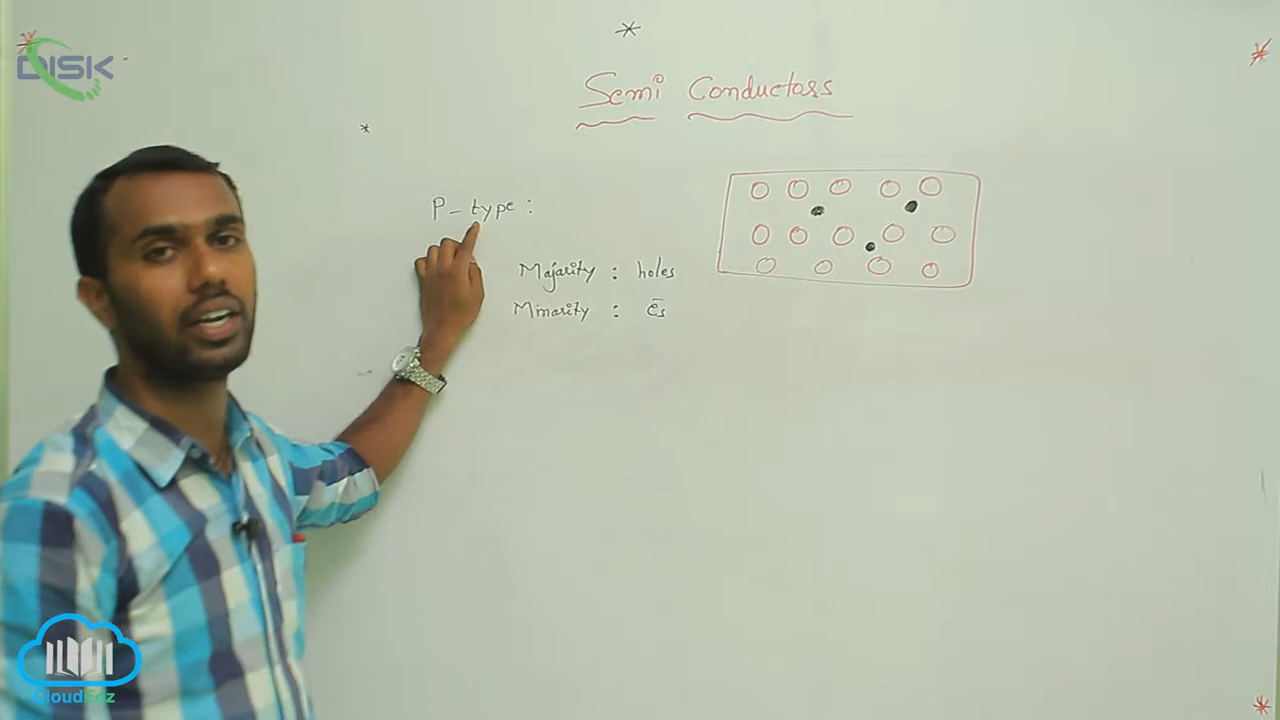 DISK
Semi Conductors
P - type :
Majority : holes
Minority : ēs
CloudEdz